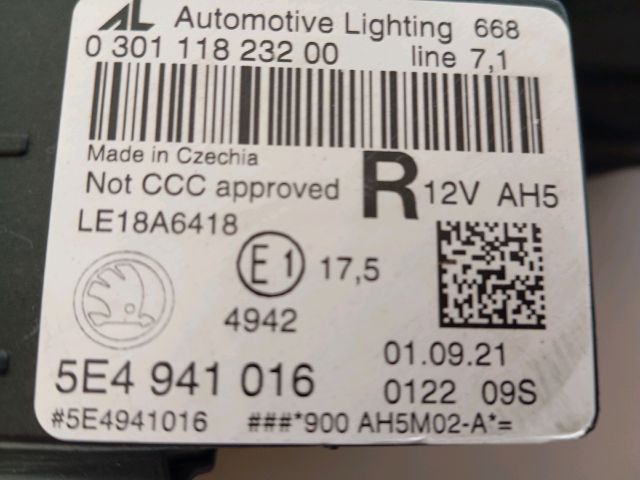 AL Automotive Lighting 668
0 301 118 232 00 line 7,1
Made in Czechia
Not CCC approved R 12V AH5
LE18A6418
E1 17,5
4942
01.09.21
5E4 941 016 0122 09S
#5E4941016 ###*900 AH5M02-A*=